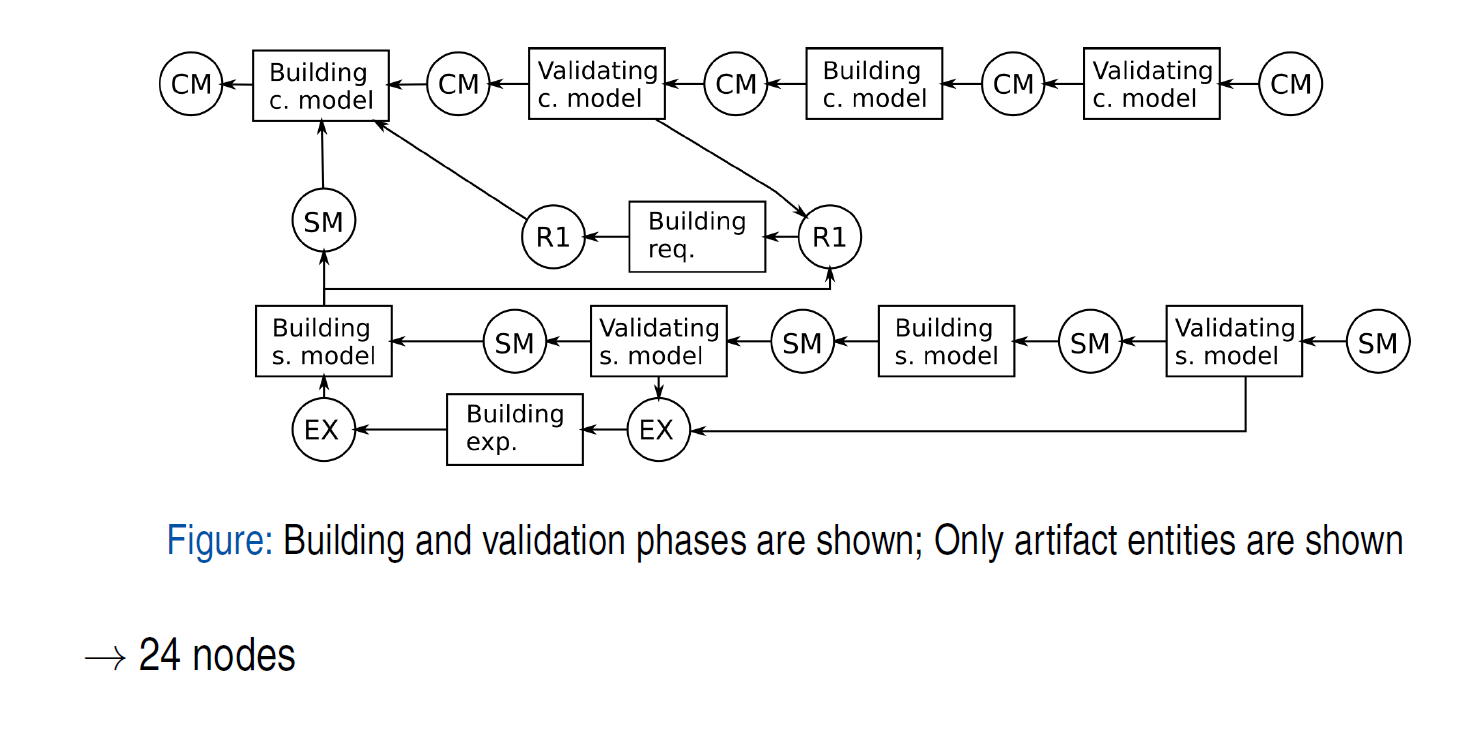 CM
Building
c. model
CM
Validating
c. model
CM
Building
c. model
CM
Validating
c. model
CM
SM
R1
Building
req.
R1
Building
s. model
SM
Validating
s. model
SM
Building
s. model
SM
Validating
s. model
SM
EX
Building
exp.
EX
Figure: Building and validation phases are shown; Only artifact entities are shown
→ 24 nodes